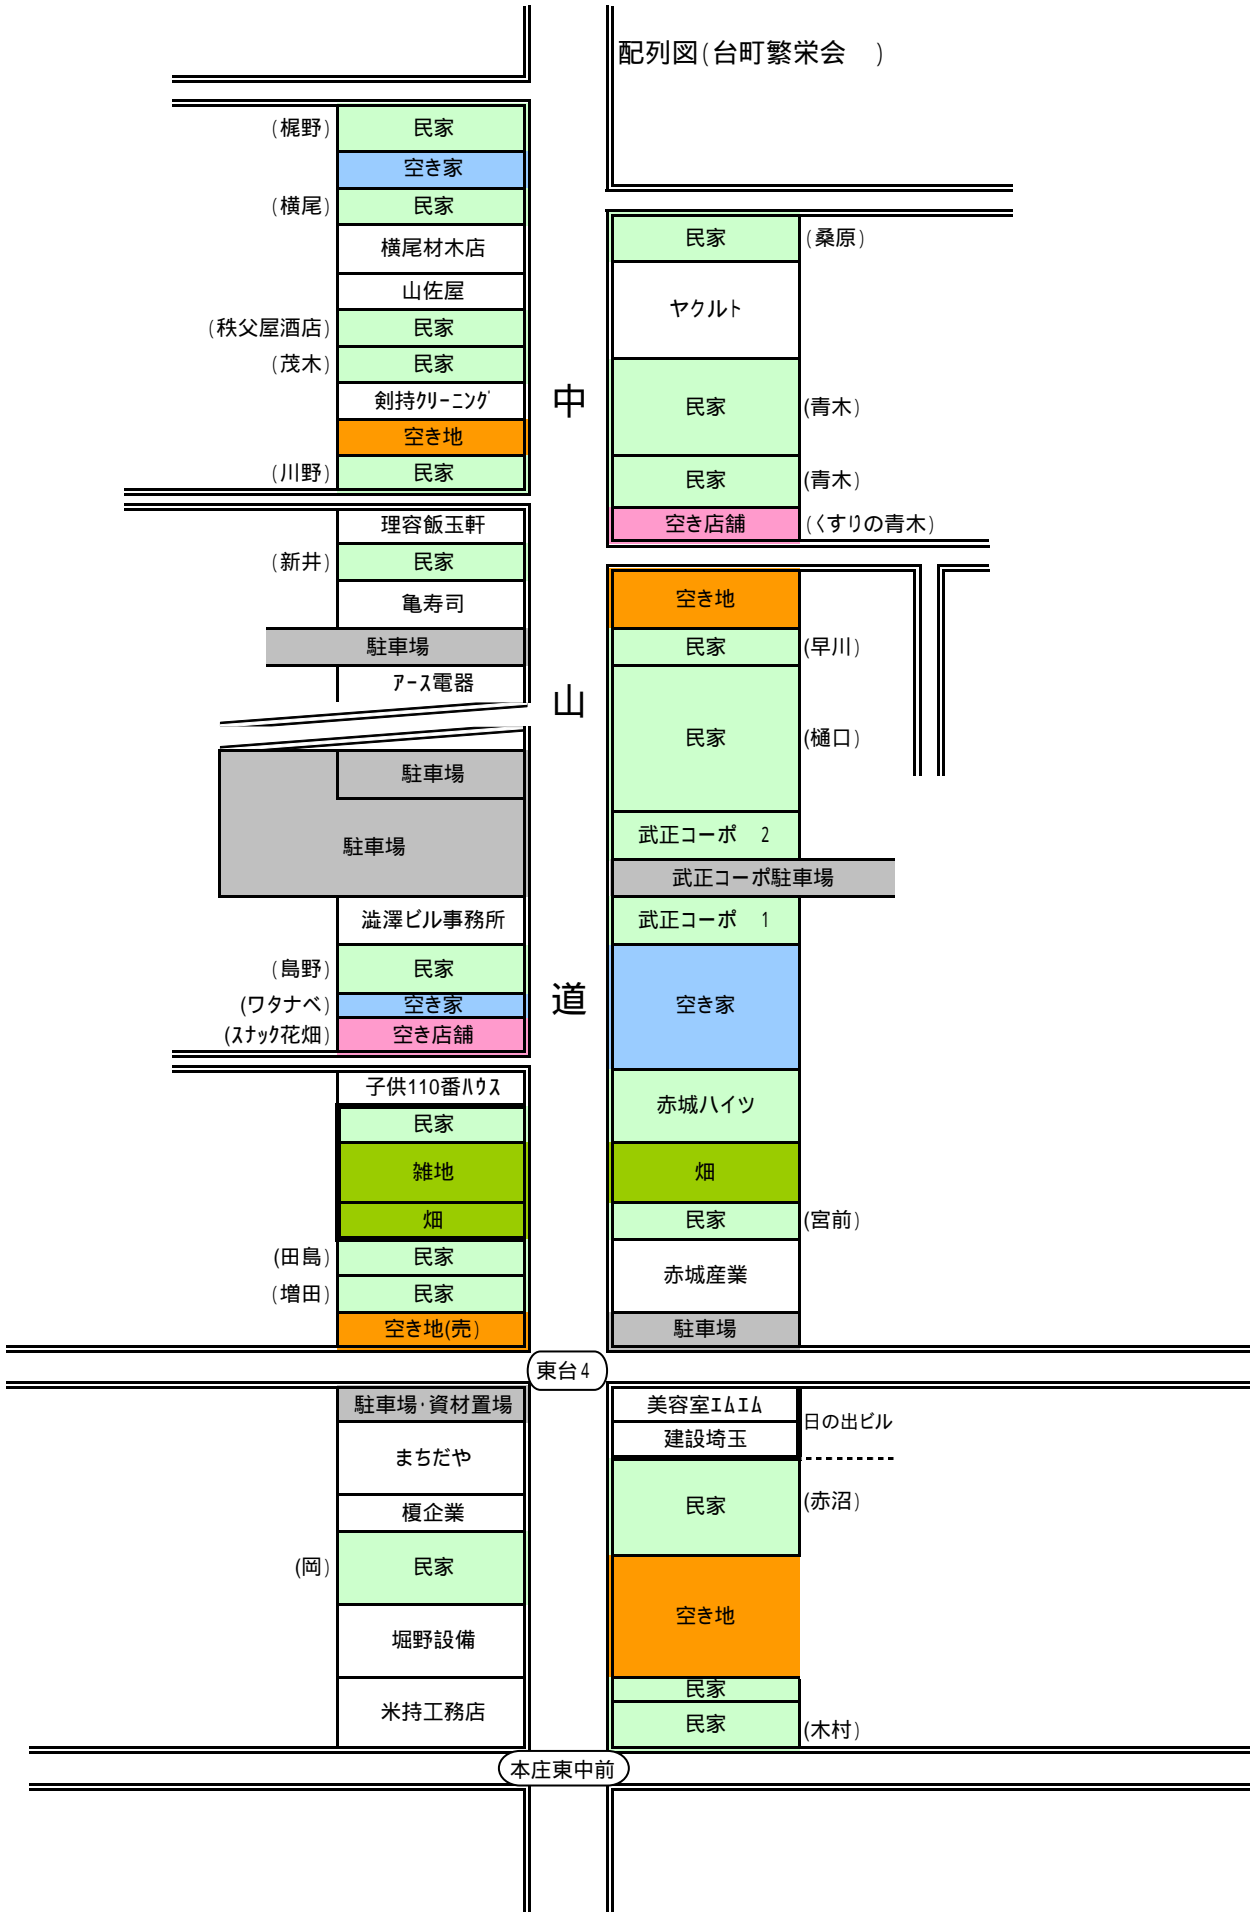 配列図(台町繁栄会　)
(梶野) 民家
空き家
(横尾) 民家
横尾材木店
山佐屋
(秩父屋酒店) 民家
(茂木) 民家
剣持ｸﾘｰﾆﾝｸﾞ
空き地
(川野) 民家
理容飯玉軒
(新井) 民家
亀寿司
駐車場
ｱｰｽ電器
駐車場
駐車場
澁澤ビル事務所
(島野) 民家
(ワタナベ) 空き家
(ｽﾅｯｸ花畑) 空き店舗
子供110番ﾊｳｽ
民家
雑地
畑
(田島) 民家
(増田) 民家
空き地(売)
中
山
道
民家 (桑原)
ヤクルト
民家 (青木)
民家 (青木)
空き店舗 (くすりの青木)
空き地
民家 (早川)
民家 (樋口)
武正コーポ　2
武正コーポ駐車場
武正コーポ　1
空き家
赤城ハイツ
畑
民家 (宮前)
赤城産業
駐車場
東台4
駐車場･資材置場
まちだや
榎企業
(岡) 民家
堀野設備
米持工務店
美容室ｴﾑｴﾑ
建設埼玉
日の出ビル
民家 (赤沼)
空き地
民家
民家 (木村)
本庄東中前